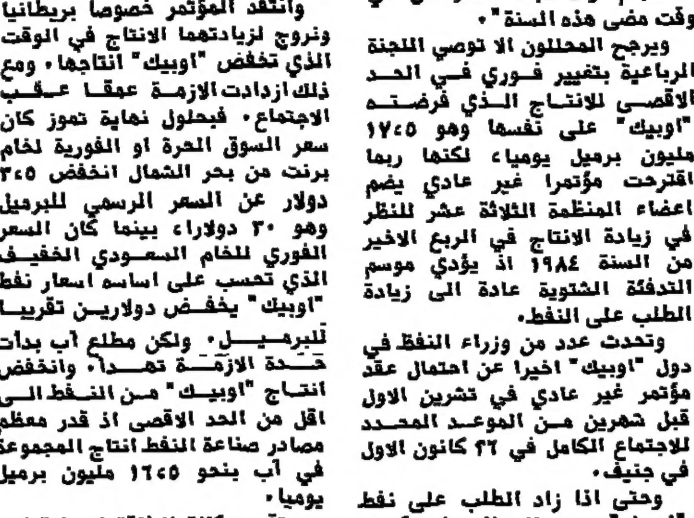 وقت مضى هذه السنة".
ويرجح المحللون الا توصي اللجنة
الرباعية بتغيير فوري في الحد
الاقصى للانتاج الذي فرضته
"اوبيك" على نفسها وهو ١٧،٥
مليون برميل يومياً، لكنها ربما
اقترحت مؤتمرا غير عادي يضم
اعضاء المنظمة الثلاثة عشر للنظر
في زيادة الانتاج في الربع الاخير
من السنة ١٩٨٤ اذ يؤدي موسم
التدفئة الشتوية عادة الى زيادة
الطلب على النفط.
وتحدث عدد من وزراء النفط في
دول "اوبيك" اخيرا عن احتمال عقد
مؤتمر غير عادي في تشرين الاول
قبل شهرين من الموعد المحدد
للاجتماع الكامل في ٢٦ كانون الاول
في جنيف.
وحتى اذا زاد الطلب على نفط
وانتقد المؤتمر خصوصا بريطانيا
ونروج لزيادتهما الانتاج في الوقت
الذي تخفض "اوبيك" انتاجها. ومع
ذلك ازدادت الازمة عمقا عقب
الاجتماع. فبحلول نهاية تموز كان
سعر السوق الحرة او الفورية لخام
برنت من بحر الشمال انخفض ٣،٥
دولار عن السعر الرسمي للبرميل
وهو ٣٠ دولارا، بينما كان السعر
الفوري للخام السعودي الخفيف
الذي تحسب على اساسه اسعار نفط
"اوبيك" يخفض دولارين تقريبا
للبرميل. ولكن مطلع آب بدأت
حدة الازمة تهدأ. وانخفض
انتاج "اوبيك" من النفط الى
اقل من الحد الاقصى اذ قدر معظم
مصادر صناعة النفط انتاج المجموعة
في آب بنحو ١٦،٥ مليون برميل
يوميا.